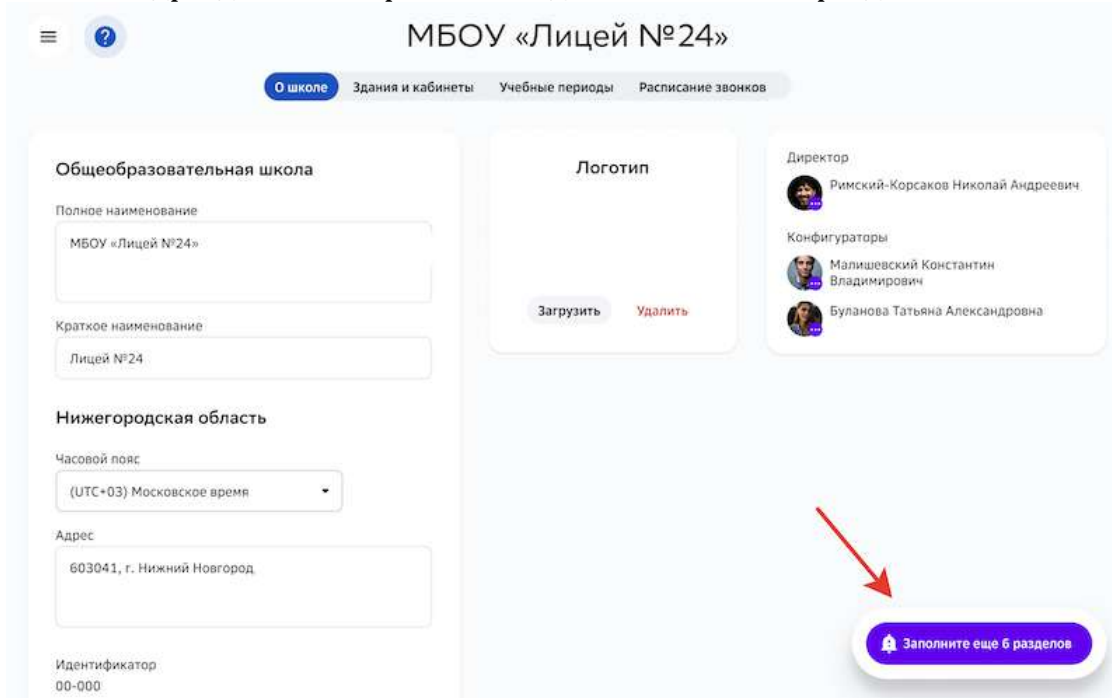 МБОУ «Лицей №24»
О школе Здания и кабинеты Учебные периоды Расписание звонков
Общеобразовательная школа
Полное наименование
МБОУ «Лицей №24»
Краткое наименование
Лицей №24
Нижегородская область
Часовой пояс
(UTC+03) Московское время
Адрес
603041, г. Нижний Новгород
Идентификатор
00-000
Логотип
Загрузить Удалить
Директор
Римский-Корсаков Николай Андреевич
Конфигураторы
Малишевский Константин
Владимирович
Буланова Татьяна Александровна
Заполните еще 6 разделов